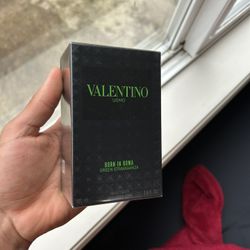 VALENTINO
UOMO
BORN IN ROMA
GREEN STRAVAGANZA